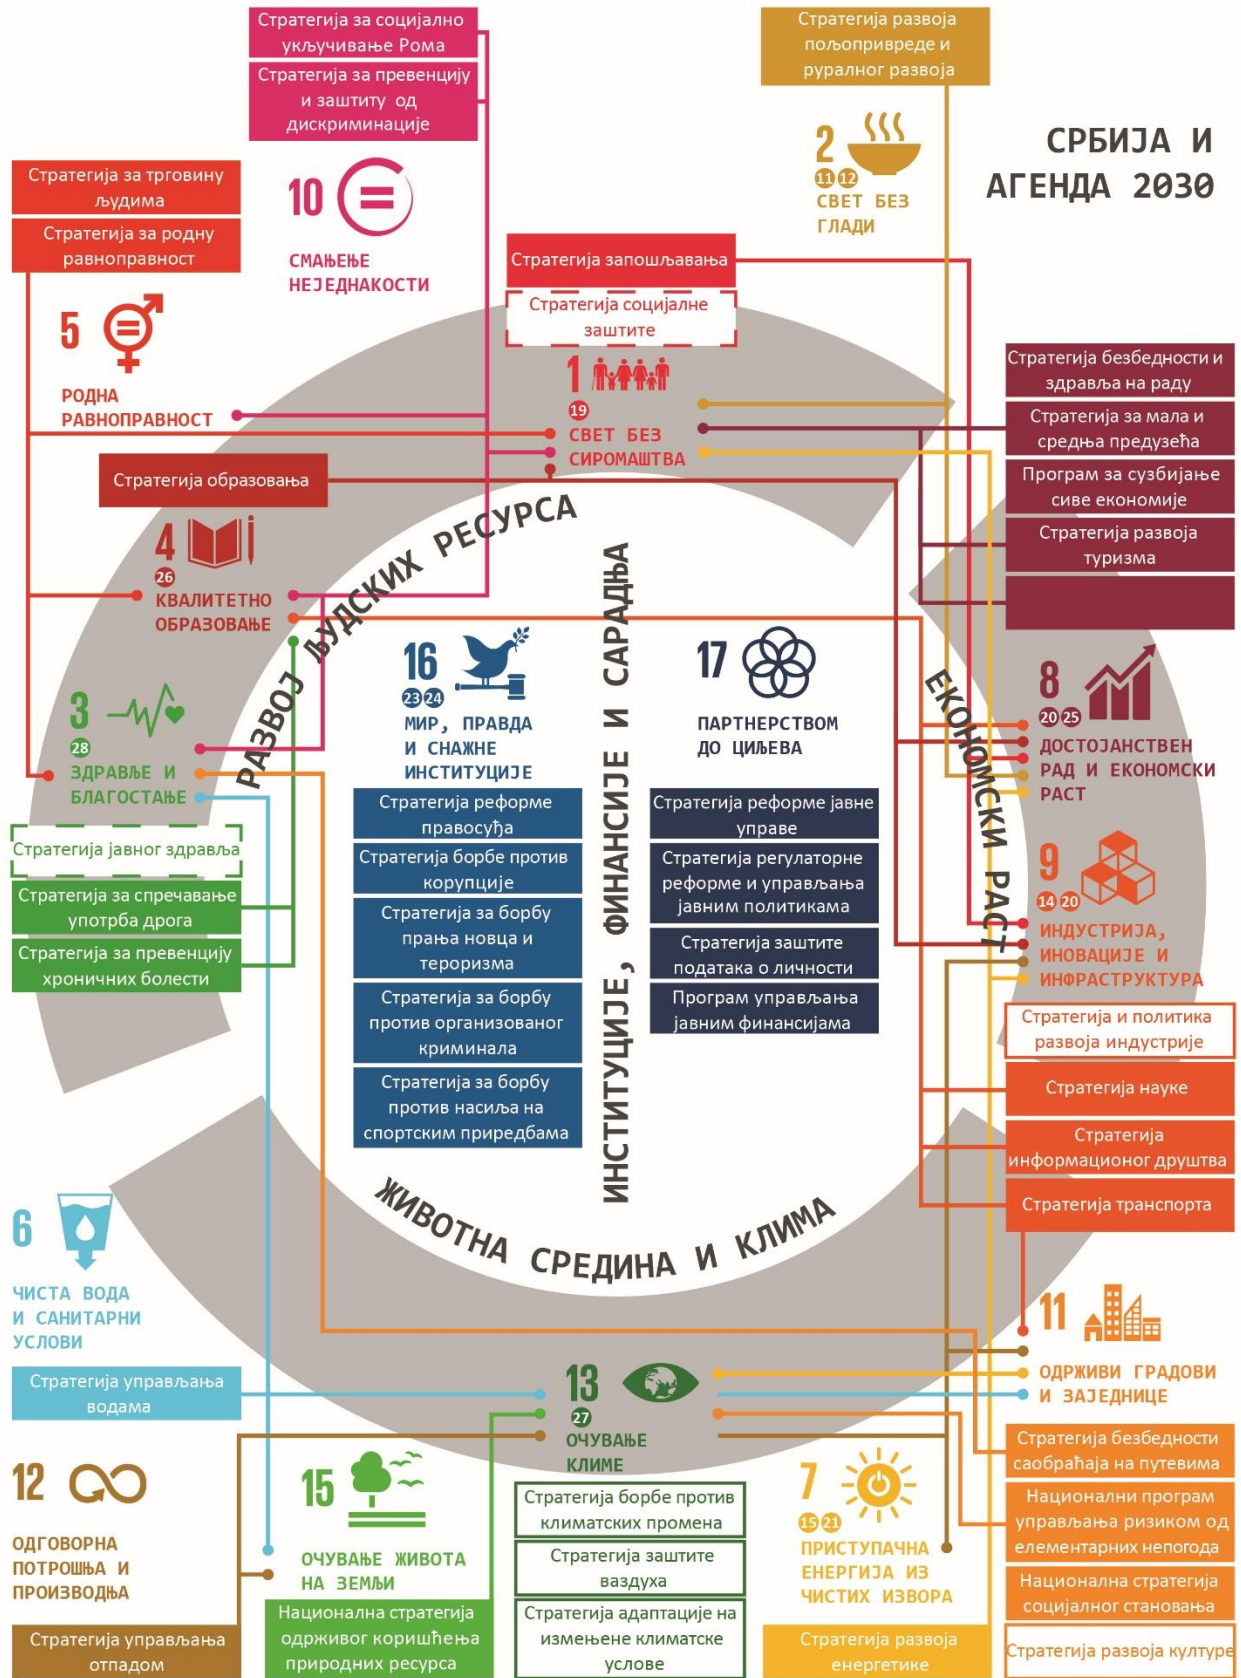 Стратегија за социјално
укључивање Рома
Стратегија за превенцију
и заштиту од
дискриминације
Стратегија развоја
пољопривреде и
руралног развоја
СРБИЈА И
АГЕНДА 2030
2
11 12
СВЕТ БЕЗ
ГЛАДИ
10
СМАЊЕЊЕ
НЕЈЕДНАКОСТИ
Стратегија за трговину
људима
Стратегија за родну
равноправност
5
РОДНА
РАВНОПРАВНОСТ
Стратегија запошљавања
Стратегија социјалне
заштите
1
19
СВЕТ БЕЗ
СИРОМАШТВА
Стратегија безбедности и
здравља на раду
Стратегија за мала и
средња предузећа
Програм за сузбијање
сиве економије
Стратегија развоја
туризма
Стратегија образовања
4
26
КВАЛИТЕТНО
ОБРАЗОВАЊЕ
РАЗВОЈ ЉУДСКИХ РЕСУРСА
3
28
ЗДРАВЉЕ И
БЛАГОСТАЊЕ
Стратегија јавног здравља
Стратегија за спречавање
употрба дрога
Стратегија за превенцију
хроничних болести
16
23 24
МИР, ПРАВДА
И СНАЖНЕ
ИНСТИТУЦИЈЕ
Стратегија реформе
правосуђа
Стратегија борбе против
корупције
Стратегија за борбу
прања новца и
тероризма
Стратегија за борбу
против организованог
криминала
Стратегија за борбу
против насиља на
спортским приредбама
ИНСТИТУЦИЈЕ, ФИНАНСИЈЕ И САРАДЊА
17
ПАРТНЕРСТВОМ
ДО ЦИЉЕВА
Стратегија реформе јавне
управе
Стратегија регулаторне
реформе и управљања
јавним политикама
Стратегија заштите
података о личности
Програм управљања
јавним финансијама
ЕКОНОМСКИ РАСТ
8
20 25
ДОСТОЈАНСТВЕН
РАД И ЕКОНОМСКИ
РАСТ
9
14 20
ИНДУСТРИЈА,
ИНОВАЦИЈЕ И
ИНФРАСТРУКТУРА
Стратегија и политика
развоја индустрије
Стратегија науке
Стратегија
информационог друштва
Стратегија транспорта
ЖИВОТНА СРЕДИНА И КЛИМА
6
ЧИСТА ВОДА
И САНИТАРНИ
УСЛОВИ
Стратегија управљања
водама
12
ОДГОВОРНА
ПОТРОШЊА И
ПРОИЗВОДЊА
Стратегија управљања
отпадом
15
ОЧУВАЊЕ ЖИВОТА
НА ЗЕМЉИ
Национална стратегија
одрживог коришћења
природних ресурса
13
27
ОЧУВАЊЕ
КЛИМЕ
Стратегија борбе против
климатских промена
Стратегија заштите
ваздуха
Стратегија адаптације на
измењене климатске
услове
7
15 21
ПРИСТУПАЧНА
ЕНЕРГИЈА ИЗ
ЧИСТИХ ИЗВОРА
Стратегија развоја
енергетике
11
ОДРЖИВИ ГРАДОВИ
И ЗАЈЕДНИЦЕ
Стратегија безбедности
саобраћаја на путевима
Национални програм
управљања ризиком од
елементарних непогода
Национална стратегија
социјалног становања
Стратегија развоја културе